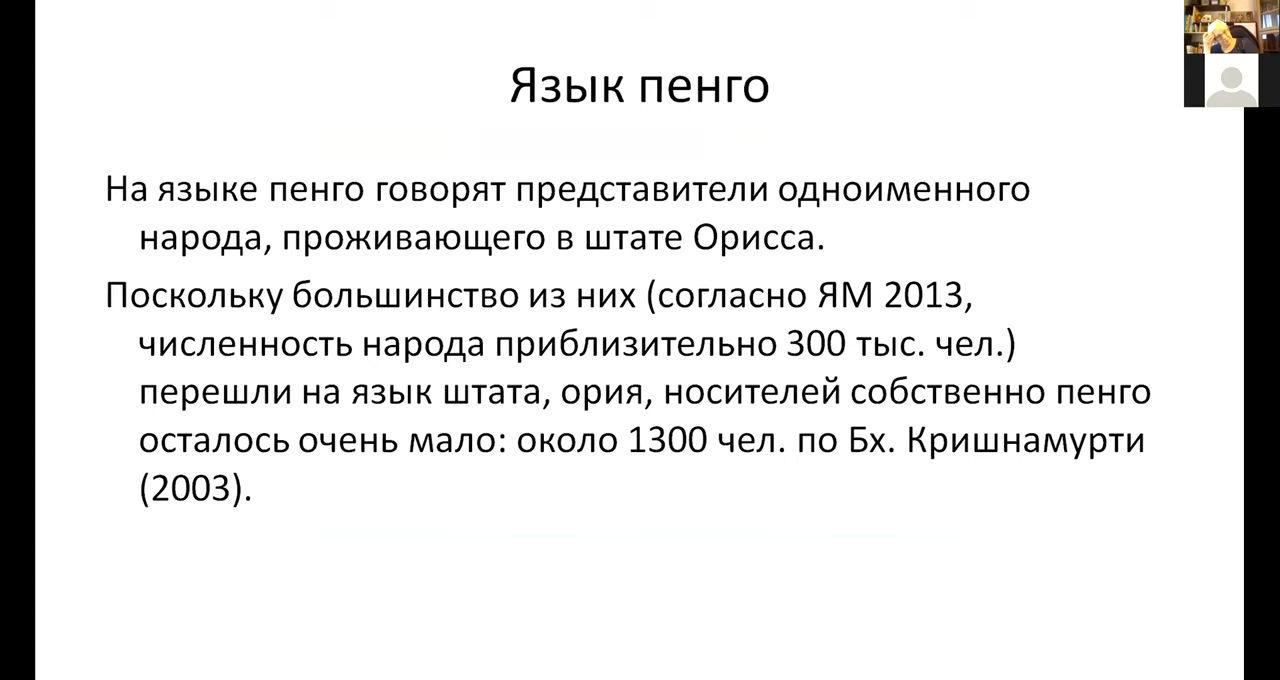 Язык пенго
На языке пенго говорят представители одноименного
народа, проживающего в штате Орисса.
Поскольку большинство из них (согласно ЯМ 2013,
численность народа приблизительно 300 тыс. чел.)
перешли на язык штата, ория, носителей собственно пенго
осталось очень мало: около 1300 чел. по Бх. Кришнамурти
(2003).